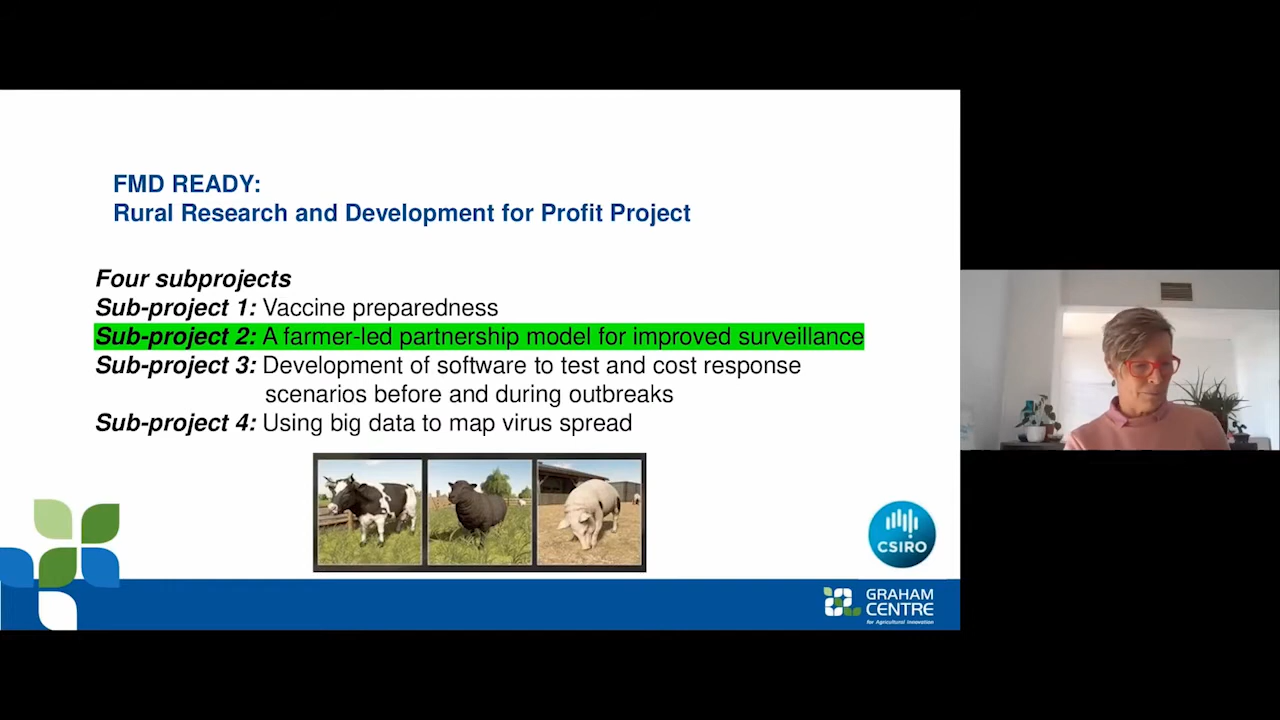 FMD READY:
Rural Research and Development for Profit Project
Four subprojects
Sub-project 1: Vaccine preparedness
Sub-project 2: A farmer-led partnership model for improved surveillance
Sub-project 3: Development of software to test and cost response
scenarios before and during outbreaks
Sub-project 4: Using big data to map virus spread
CSIRO
GRAHAM
CENTRE
for Agricultural Innovation